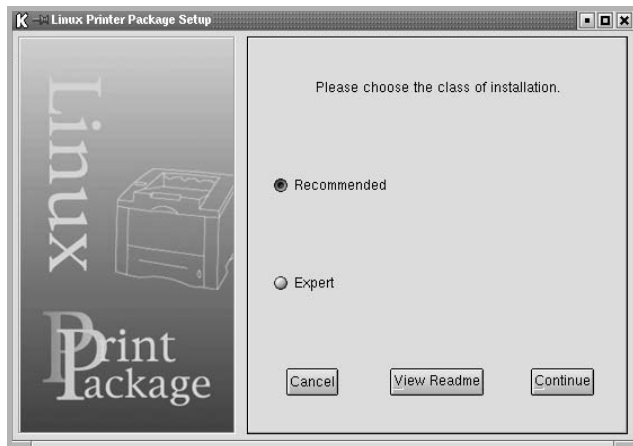 Linux Printer Package Setup
Linux
Print
Package
Please choose the class of installation.
Recommended
Expert
Cancel
View Readme
Continue